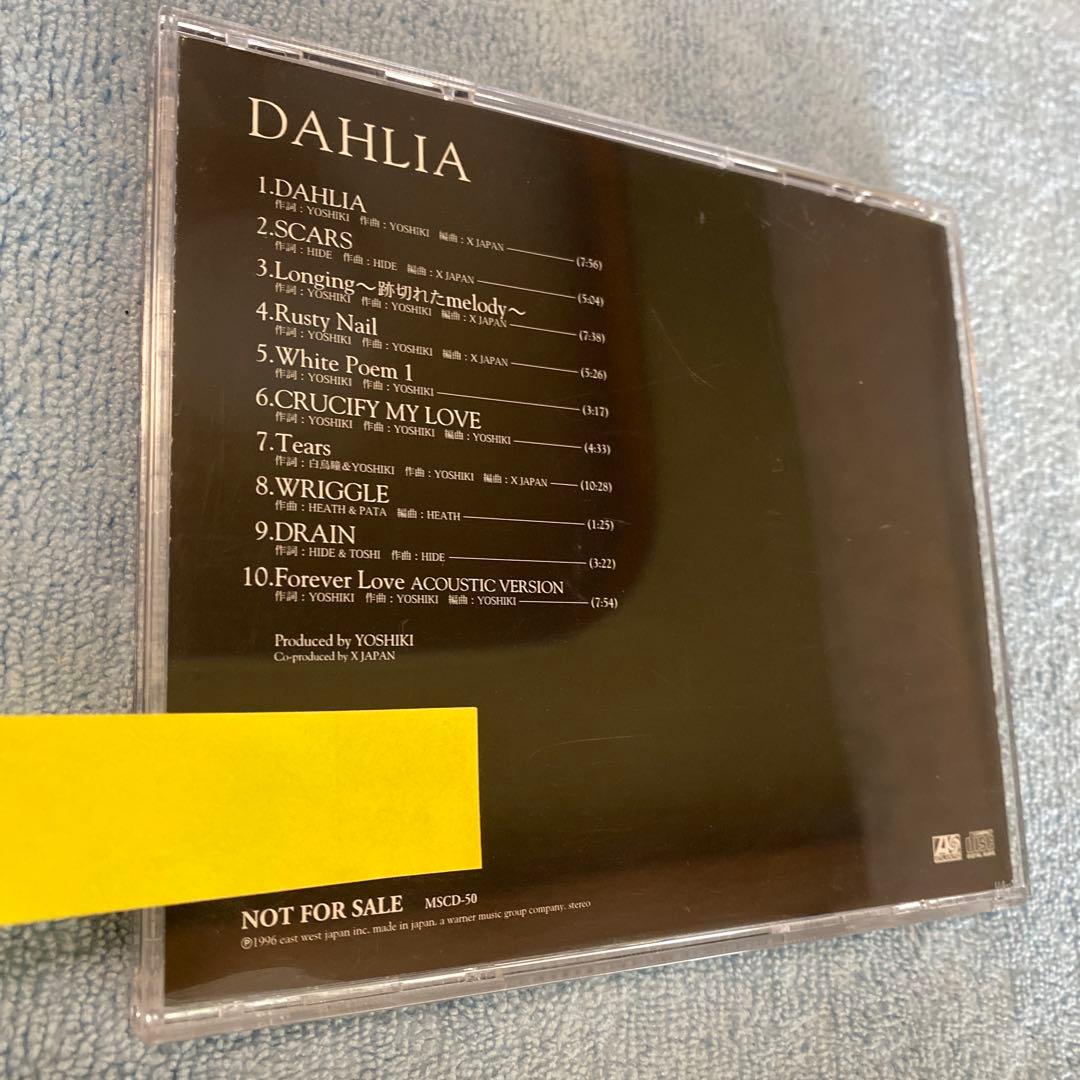 DAHLIA
1.DAHLIA
作詞：YOSHIKI 作曲：YOSHIKI 編曲：X JAPAN (7:56)
2.SCARS
作詞：HIDE 作曲：HIDE 編曲：X JAPAN (5:04)
3.Longing〜跡切れたmelody〜
作詞：YOSHIKI 作曲：YOSHIKI 編曲：X JAPAN (7:38)
4.Rusty Nail
作詞：YOSHIKI 作曲：YOSHIKI 編曲：X JAPAN (5:26)
5.White Poem 1
作詞：YOSHIKI 作曲：YOSHIKI (3:17)
6.CRUCIFY MY LOVE
作詞：YOSHIKI 作曲：YOSHIKI 編曲：YOSHIKI (4:33)
7.Tears
作詞：白鳥瞳&YOSHIKI 作曲：YOSHIKI 編曲：X JAPAN (10:28)
8.WRIGGLE
作曲：HEATH & PATA 編曲：HEATH (1:25)
9.DRAIN
作詞：HIDE & TOSHI 作曲：HIDE (3:22)
10.Forever Love ACOUSTIC VERSION
作詞：YOSHIKI 作曲：YOSHIKI 編曲：YOSHIKI (7:54)
Produced by YOSHIKI
Co-produced by X JAPAN
NOT FOR SALE MSCD-50
℗1996 east west japan inc. made in japan. a warner music group company. stereo